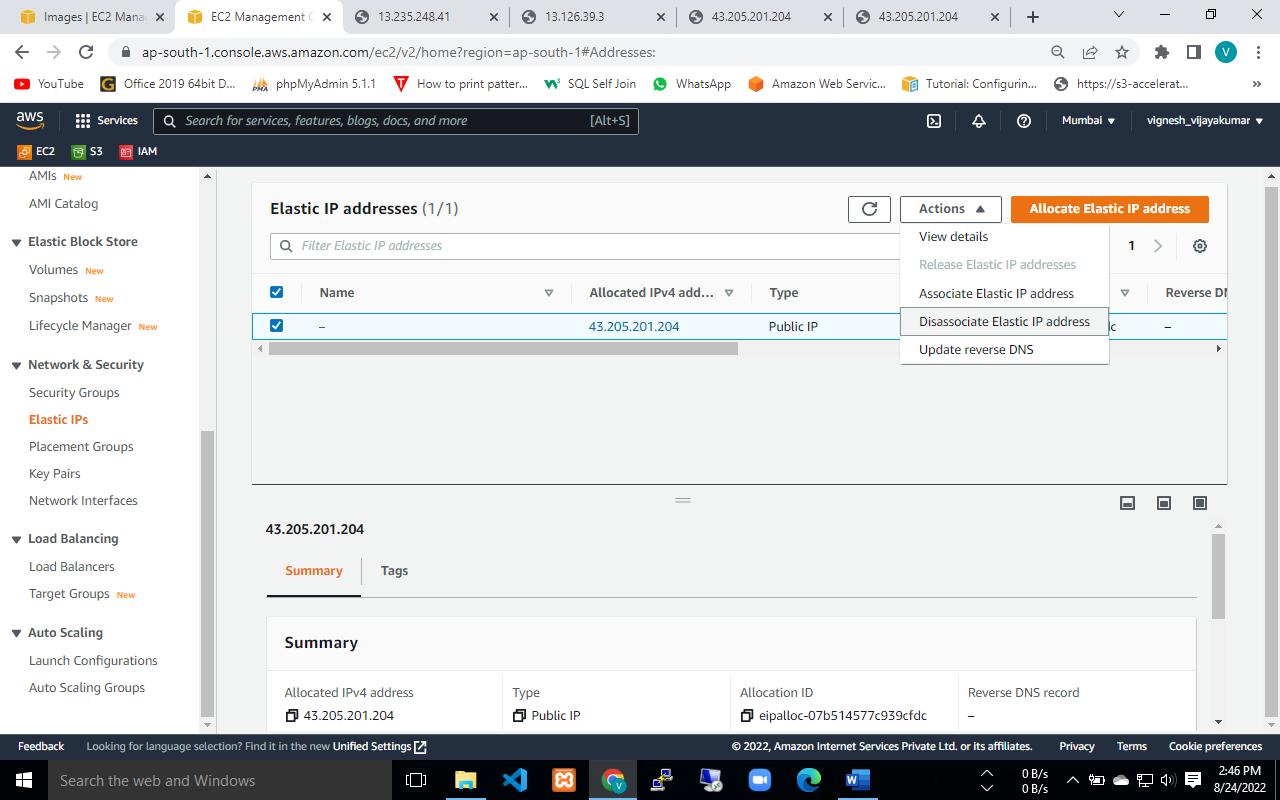 Images | EC2 Mana
EC2 Management C
13.235.248.41
13.126.39.3
43.205.201.204
43.205.201.204
ap-south-1.console.aws.amazon.com/ec2/v2/home?region=ap-south-1#Addresses:
V
YouTube
Office 2019 64bit D...
phpMyAdmin 5.1.1
How to print patter...
SQL Self Join
WhatsApp
Amazon Web Servic...
Tutorial: Configurin...
https://s3-accelerat...
»
aws
Services
Search for services, features, blogs, docs, and more
[Alt+S]
Mumbai
vignesh_vijayakumar
EC2
S3
IAM
AMIs New
AMI Catalog
Elastic Block Store
Volumes New
Snapshots New
Lifecycle Manager New
Network & Security
Security Groups
Elastic IPs
Placement Groups
Key Pairs
Network Interfaces
Load Balancing
Load Balancers
Target Groups New
Auto Scaling
Launch Configurations
Auto Scaling Groups
Elastic IP addresses (1/1)
Actions
Allocate Elastic IP address
Filter Elastic IP addresses
1
View details
Release Elastic IP addresses
Associate Elastic IP address
Disassociate Elastic IP address
Update reverse DNS
Name
Allocated IPv4 add...
Type
Reverse DN
–
43.205.201.204
Public IP
–
43.205.201.204
Summary
Tags
Summary
Allocated IPv4 address
43.205.201.204
Type
Public IP
Allocation ID
eipalloc-07b514577c939cfdc
Reverse DNS record
–
Feedback
Looking for language selection? Find it in the new Unified Settings
© 2022, Amazon Internet Services Private Ltd. or its affiliates.
Privacy
Terms
Cookie preferences
Search the web and Windows
0 B/s
0 B/s
2:46 PM
8/24/2022